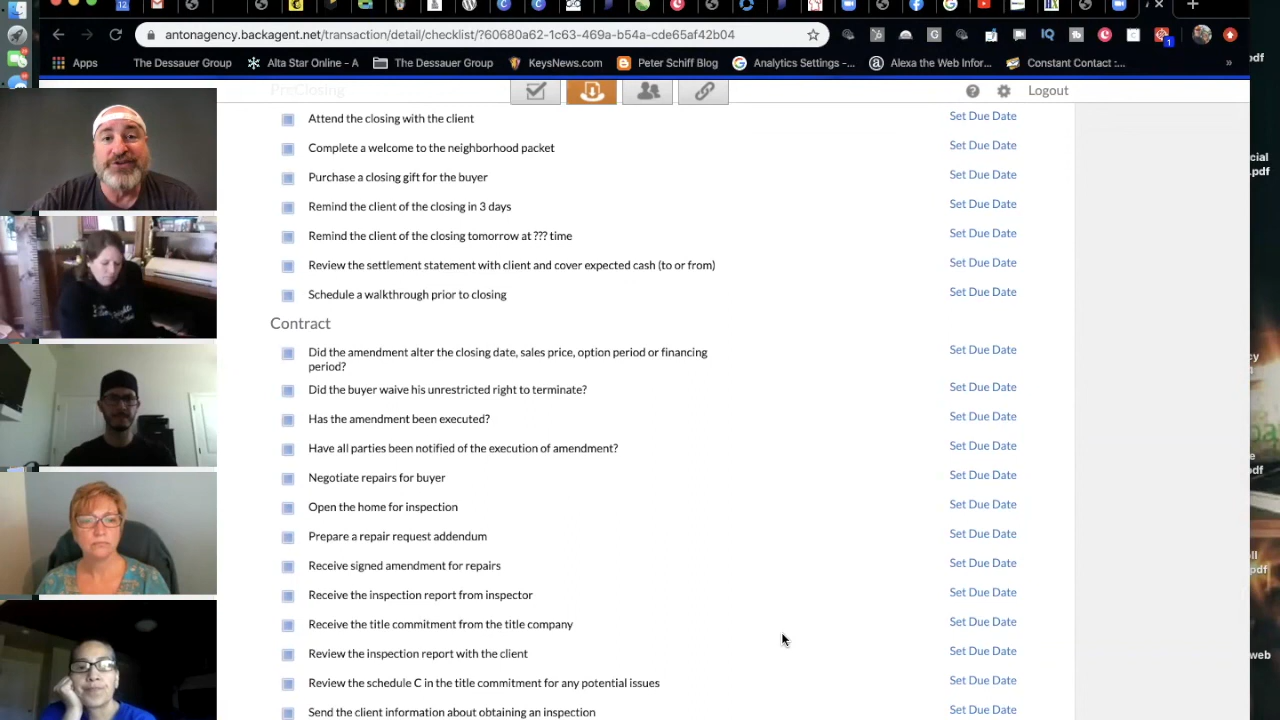 12
antonagency.backagent.net/transaction/detail/checklist/?60680a62-1c63-469a-b54a-cde65af42b04
1
Apps
The Dessauer Group
Alta Star Online – A
The Dessauer Group
KeysNews.com
Peter Schiff Blog
Analytics Settings –...
Alexa the Web Infor...
Constant Contact :...
»
Logout
Attend the closing with the client
Set Due Date
Complete a welcome to the neighborhood packet
Set Due Date
Purchase a closing gift for the buyer
Set Due Date
Remind the client of the closing in 3 days
Set Due Date
Remind the client of the closing tomorrow at ??? time
Set Due Date
Review the settlement statement with client and cover expected cash (to or from)
Set Due Date
Schedule a walkthrough prior to closing
Set Due Date
Contract
Did the amendment alter the closing date, sales price, option period or financing
period?
Set Due Date
Did the buyer waive his unrestricted right to terminate?
Set Due Date
Has the amendment been executed?
Set Due Date
Have all parties been notified of the execution of amendment?
Set Due Date
Negotiate repairs for buyer
Set Due Date
Open the home for inspection
Set Due Date
Prepare a repair request addendum
Set Due Date
Receive signed amendment for repairs
Set Due Date
Receive the inspection report from inspector
Set Due Date
Receive the title commitment from the title company
Set Due Date
Review the inspection report with the client
Set Due Date
Review the schedule C in the title commitment for any potential issues
Set Due Date
Send the client information about obtaining an inspection
Set Due Date
.pdf
web